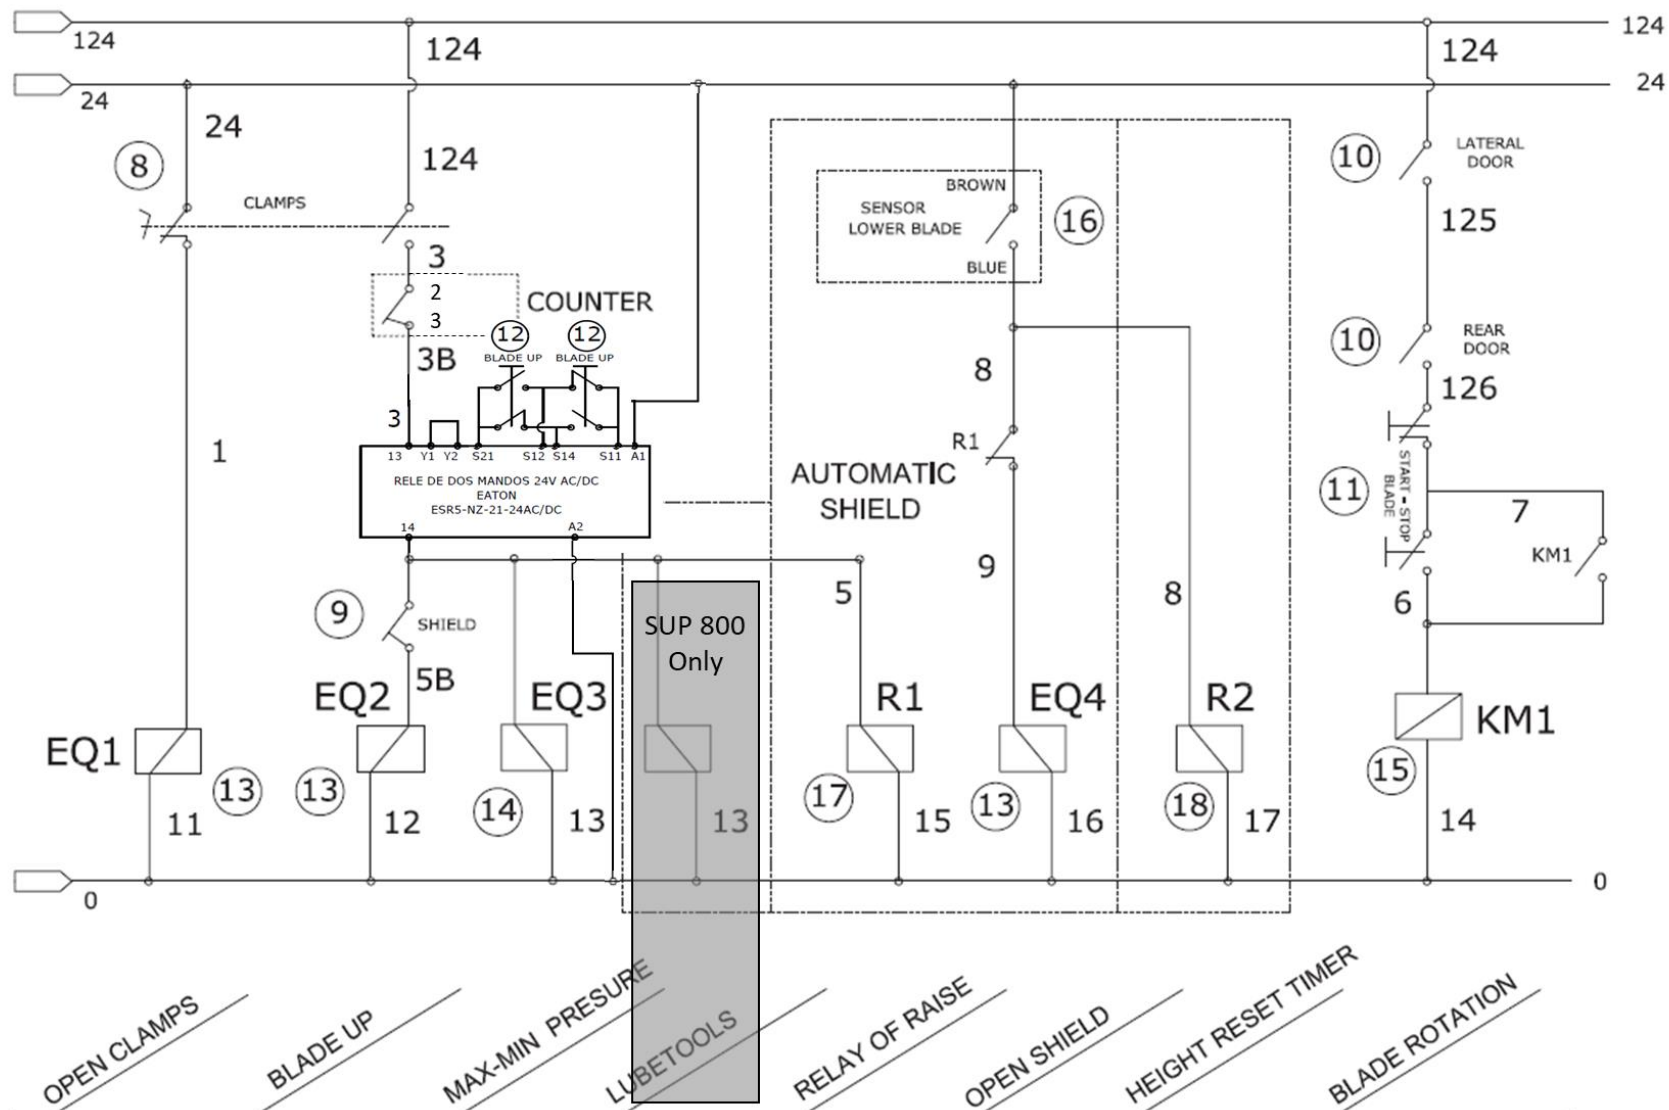 124
124
124
124
24
24
24
8
124
CLAMPS
3
2
3
COUNTER
12
12
BLADE UP
BLADE UP
3B
3
13 Y1 Y2 S21 S12 S14 S11 A1
RELE DE DOS MANDOS 24V AC/DC
EATON
ESR5-NZ-21-24AC/DC
14
A2
1
BROWN
SENSOR
LOWER BLADE
16
BLUE
8
R1
AUTOMATIC
SHIELD
9
10
LATERAL
DOOR
125
10
REAR
DOOR
126
11
START - STOP
BLADE
7
KM1
6
9
SHIELD
5B
SUP 800
Only
5
8
EQ1
EQ2
EQ3
R1
EQ4
R2
KM1
13
13
14
17
13
18
15
11
12
13
13
15
16
17
14
0
0
OPEN CLAMPS
BLADE UP
MAX-MIN PRESURE
LUBETOOLS
RELAY OF RAISE
OPEN SHIELD
HEIGHT RESET TIMER
BLADE ROTATION